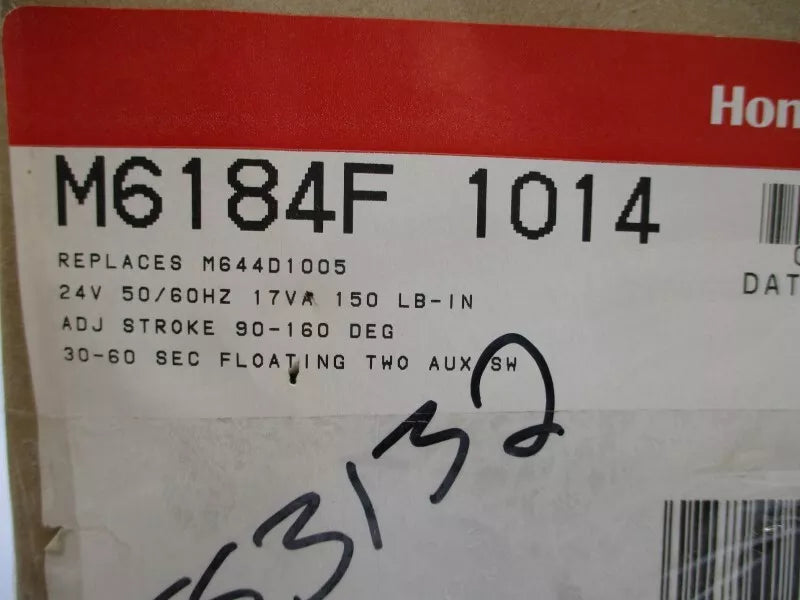 Hon
M6184F 1014
REPLACES M644D1005
24V 50/60HZ 17VA 150 LB-IN
DAT
ADJ STROKE 90-160 DEG
30-60 SEC FLOATING TWO AUX SW
63132